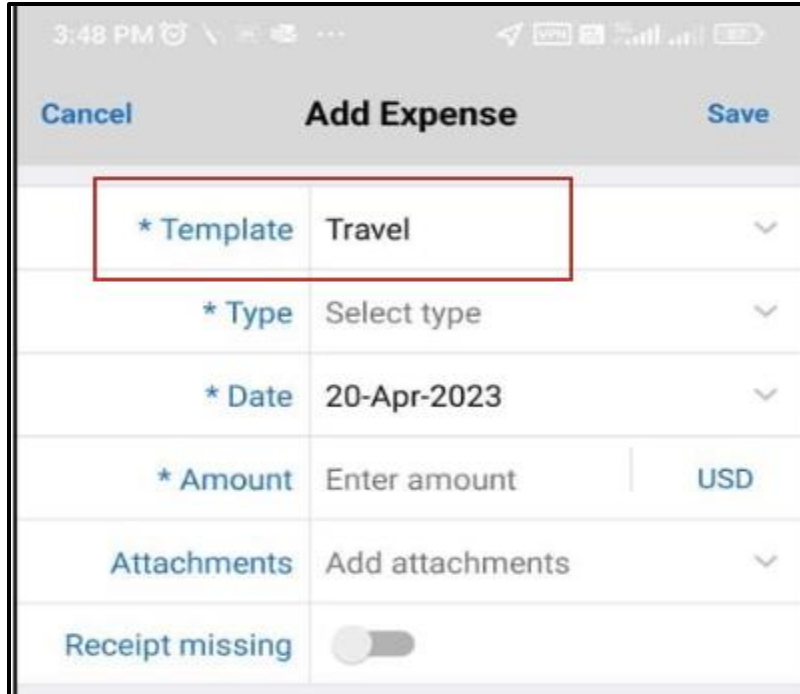 3:48 PM
Cancel Add Expense Save
* Template Travel
* Type Select type
* Date 20-Apr-2023
* Amount Enter amount USD
Attachments Add attachments
Receipt missing